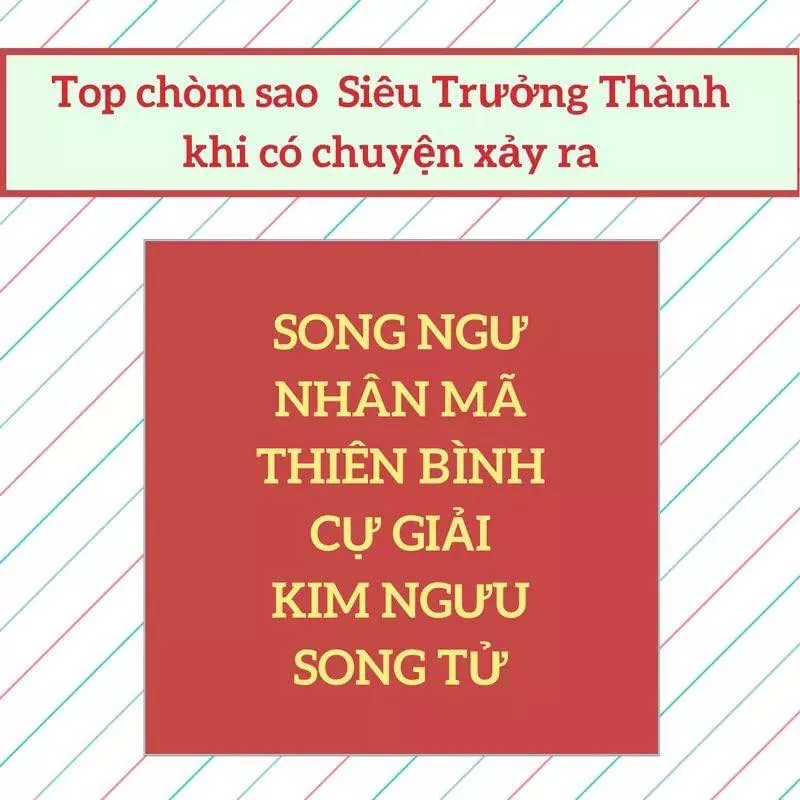 Top chòm sao Siêu Trưởng Thành
khi có chuyện xảy ra
SONG NGƯ
NHÂN MÃ
THIÊN BÌNH
CỰ GIẢI
KIM NGƯU
SONG TỬ